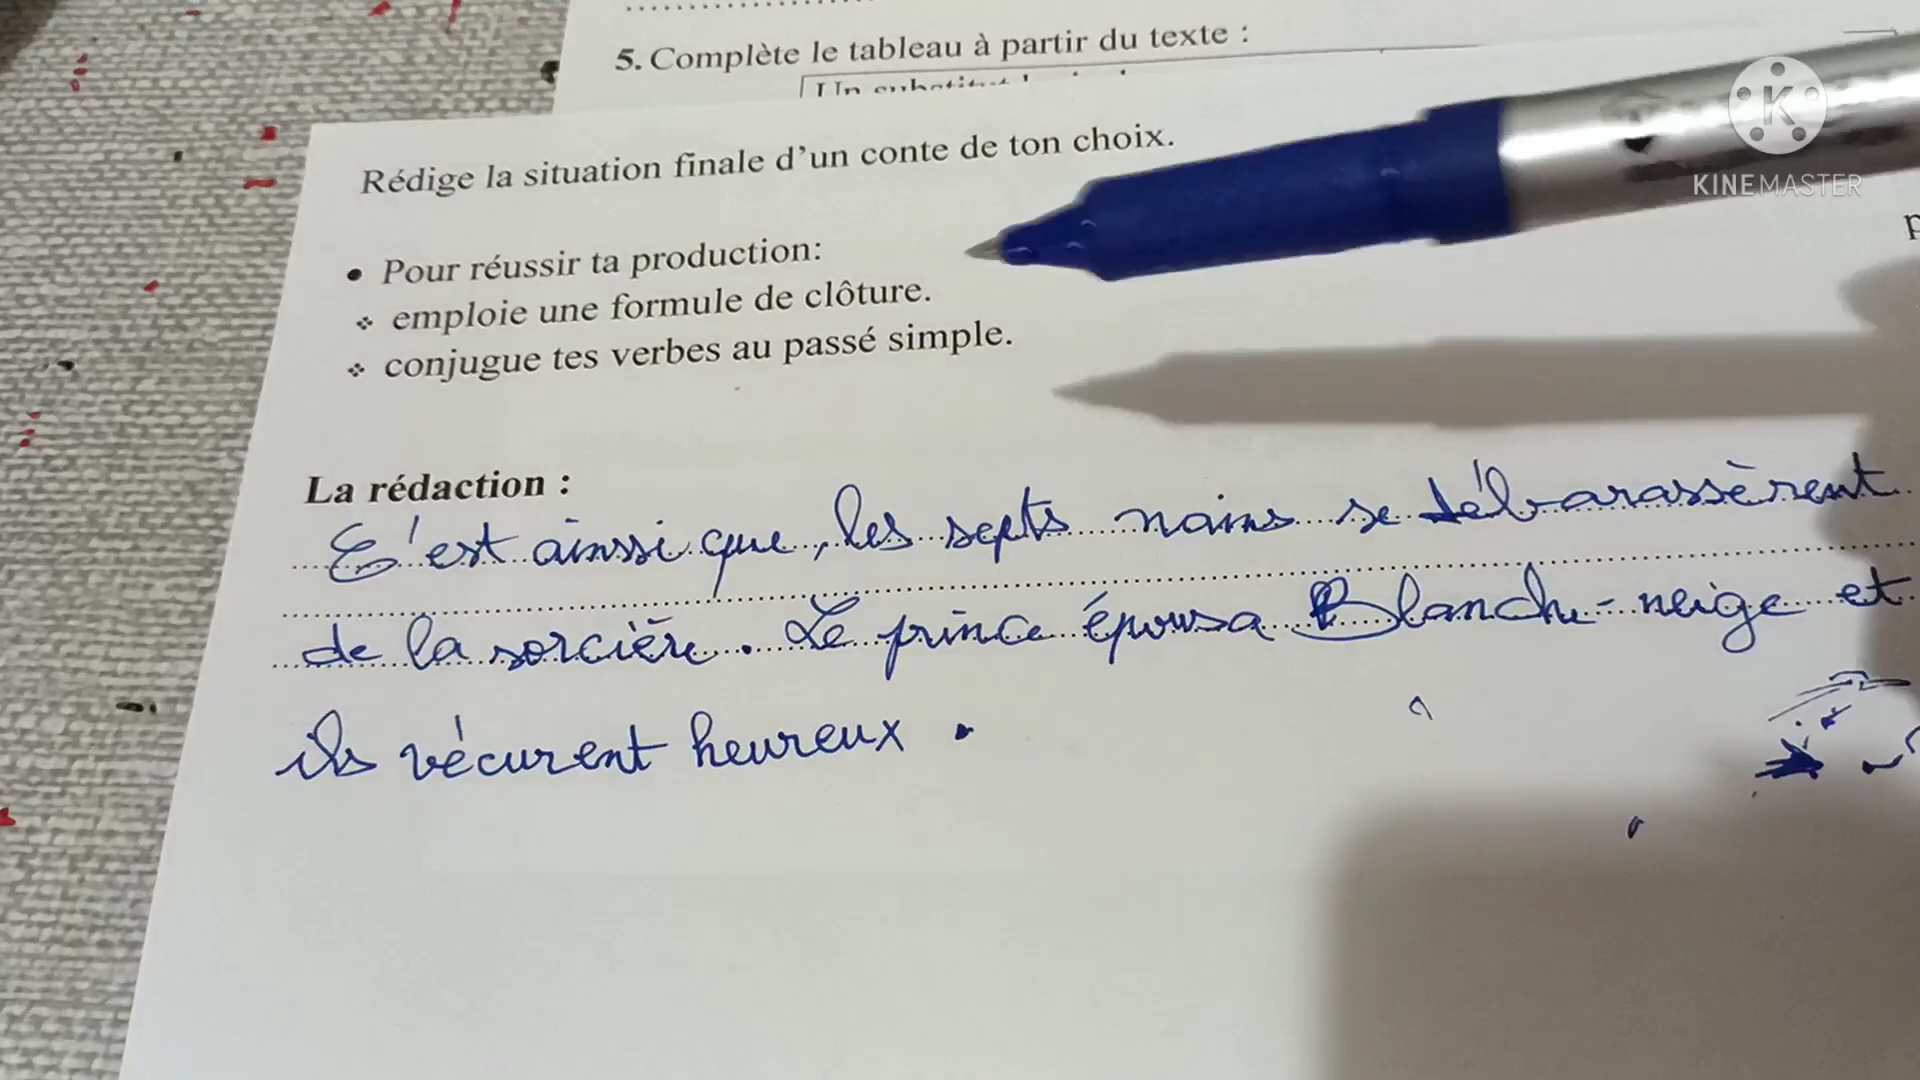 5. Complète le tableau à partir du texte :
Un substitut
Rédige la situation finale d'un conte de ton choix.
KINEMASTER
• Pour réussir ta production:
❖ emploie une formule de clôture.
❖ conjugue tes verbes au passé simple.
La rédaction :
C'est ainsi que, les septs nains se débarassèrent
de la sorcière. Le prince épousa Blanche-neige et
ils vécurent heureux.